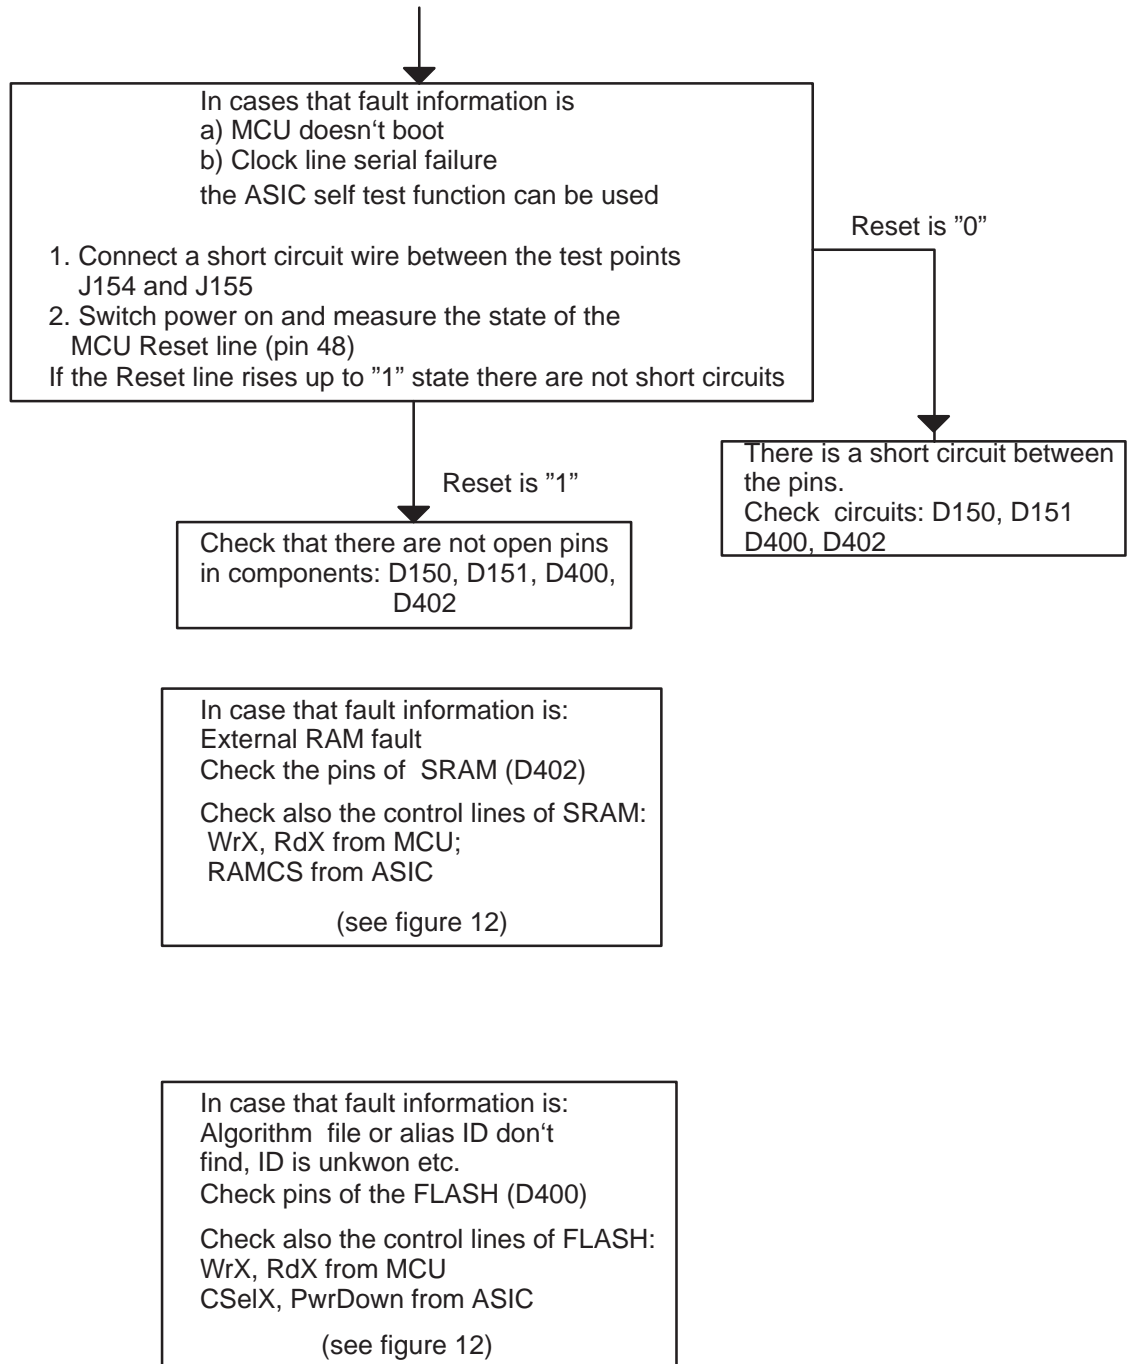 In cases that fault information is
a) MCU doesn‘t boot
b) Clock line serial failure
the ASIC self test function can be used
1. Connect a short circuit wire between the test points
J154 and J155
2. Switch power on and measure the state of the
MCU Reset line (pin 48)
If the Reset line rises up to ”1” state there are not short circuits
Reset is ”0”
There is a short circuit between
the pins.
Check circuits: D150, D151
D400, D402
Reset is ”1”
Check that there are not open pins
in components: D150, D151, D400,
D402
In case that fault information is:
External RAM fault
Check the pins of SRAM (D402)
Check also the control lines of SRAM:
WrX, RdX from MCU;
RAMCS from ASIC
(see figure 12)
In case that fault information is:
Algorithm file or alias ID don‘t
find, ID is unkwon etc.
Check pins of the FLASH (D400)
Check also the control lines of FLASH:
WrX, RdX from MCU
CSelX, PwrDown from ASIC
(see figure 12)